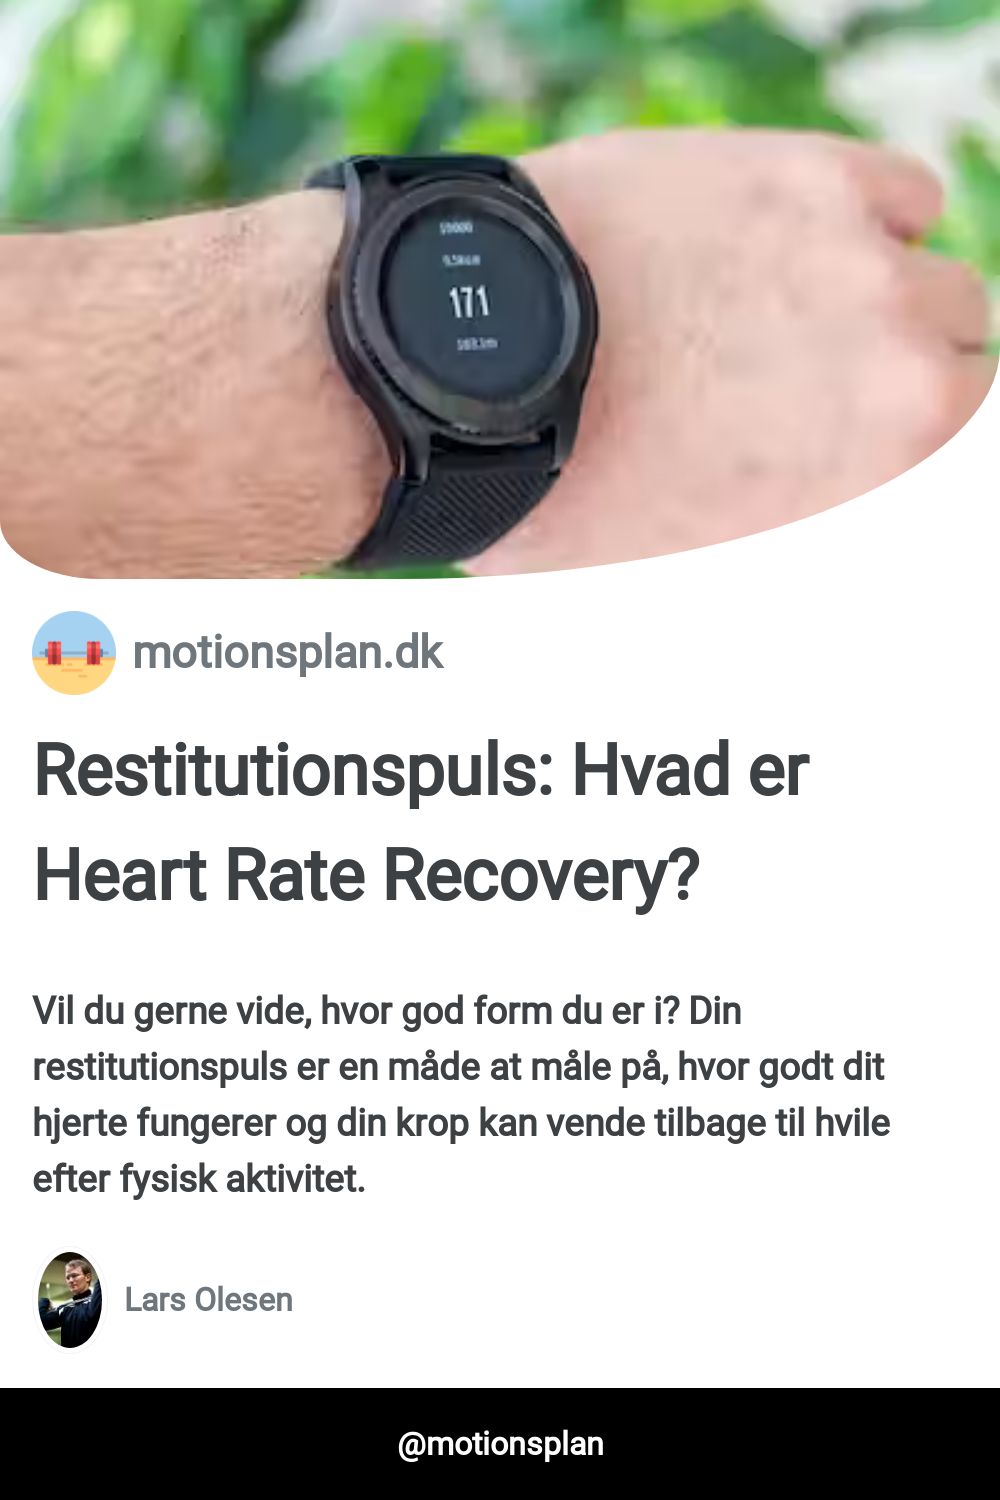 171
motionsplan.dk
Restitutionspuls: Hvad er
Heart Rate Recovery?
Vil du gerne vide, hvor god form du er i? Din
restitutionspuls er en måde at måle på, hvor godt dit
hjerte fungerer og din krop kan vende tilbage til hvile
efter fysisk aktivitet.
Lars Olesen
@motionsplan